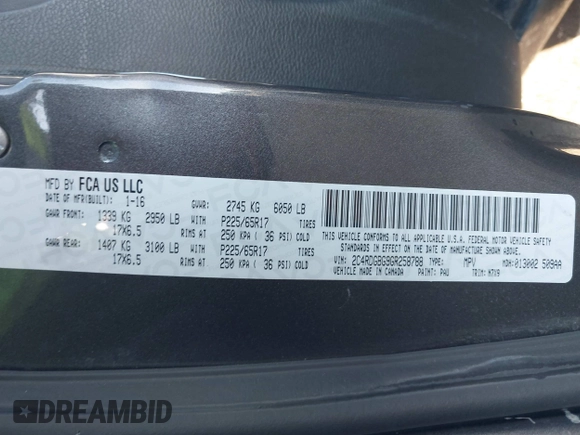 MFD BY FCA US LLC
DATE OF MFR(BUILT): 1-16 GVWR: 2745 KG 6050 LB
GAWR FRONT: 1339 KG 2950 LB WITH P225/65R17 TIRES
17X6.5 RIMS AT 250 KPA ( 36 PSI) COLD
GAWR REAR: 1407 KG 3100 LB WITH P225/65R17 TIRES
17X6.5 RIMS AT 250 KPA ( 36 PSI) COLD
THIS VEHICLE CONFORMS TO ALL APPLICABLE U.S.A. FEDERAL MOTOR VEHICLE SAFETY
STANDARDS IN EFFECT ON THE DATE OF MANUFACTURE SHOWN ABOVE.
VIN: 2C4RDGBG9GR258788 TYPE: MPV MDH: 013002 509AA
VEHICLE MADE IN CANADA PAINT: PAU TRIM: M7X9
DREAMBID